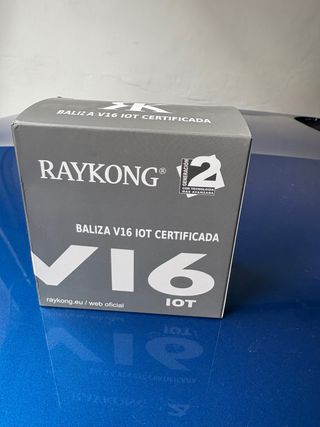 BALIZA V16 IOT CERTIFICADA
RAYKONG®
GENERACIÓN 2
CON TECNOLOGÍA
MÁS AVANZADA
BALIZA V16 IOT CERTIFICADA
V16
IOT
raykong.eu / web oficial